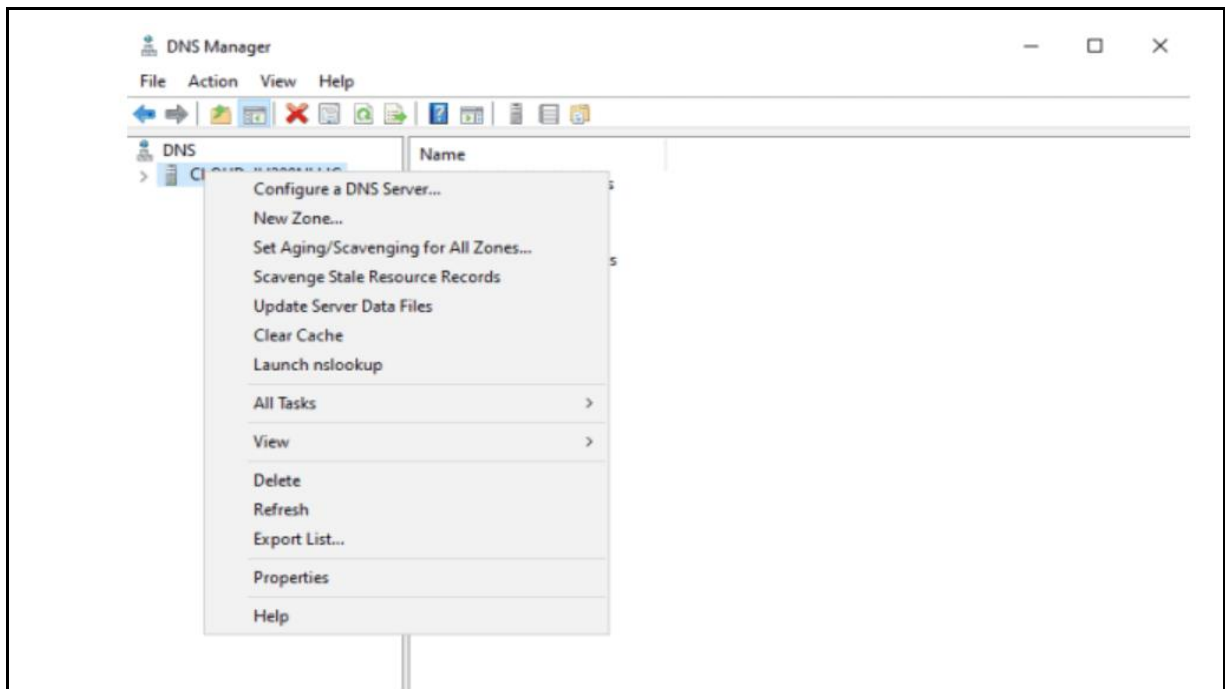 DNS Manager
File Action View Help
DNS
Name
Configure a DNS Server...
New Zone...
Set Aging/Scavenging for All Zones...
Scavenge Stale Resource Records
Update Server Data Files
Clear Cache
Launch nslookup
All Tasks
View
Delete
Refresh
Export List...
Properties
Help